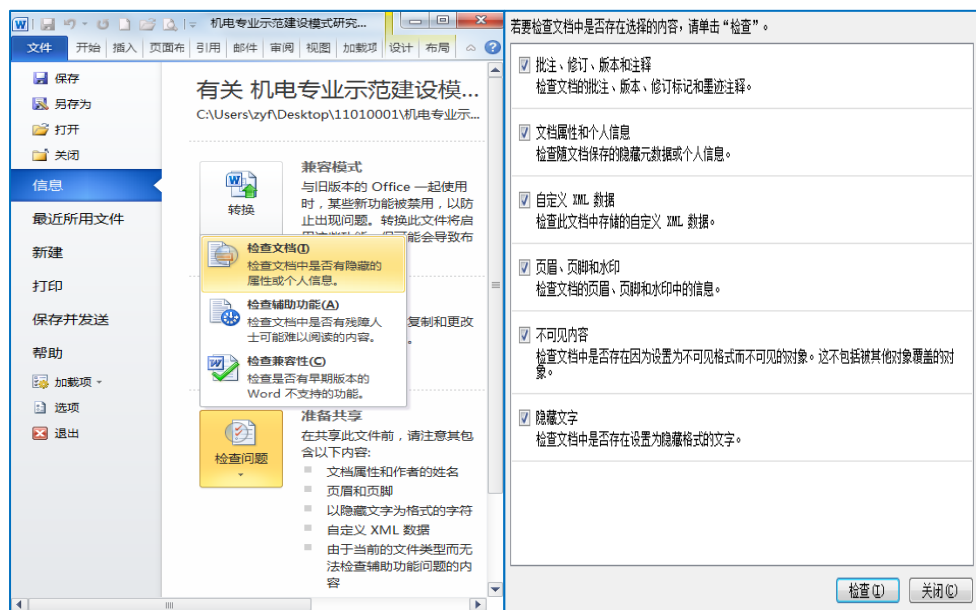 机电专业示范建设模式研究...
文件 开始 插入 页面布 引用 邮件 审阅 视图 加载项 设计 布局
保存
另存为
打开
关闭
信息
最近所用文件
新建
打印
保存并发送
帮助
加载项
选项
退出
有关 机电专业示范建设模...
C:\Users\zyf\Desktop\11010001\机电专业示...
转换
兼容模式
与旧版本的 Office 一起使用
时，某些新功能被禁用，以防
止出现问题。转换此文件将启
能会导致布
检查文档(I)
检查文档中是否有隐藏的
属性或个人信息。
检查辅助功能(A)
检查文档中是否有残障人
士可能难以阅读的内容。
检查兼容性(C)
检查是否有早期版本的
Word 不支持的功能。
复制和更改
。
检查问题
准备共享
在共享此文件前，请注意其包
含以下内容:
文档属性和作者的姓名
页眉和页脚
以隐藏文字为格式的字符
自定义 XML 数据
由于当前的文件类型而无
法检查辅助功能问题的内
容
若要检查文档中是否存在选择的内容，请单击“检查”。
批注、修订、版本和注释
检查文档的批注、版本、修订标记和墨迹注释。
文档属性和个人信息
检查随文档保存的隐藏元数据或个人信息。
自定义 XML 数据
检查此文档中存储的自定义 XML 数据。
页眉、页脚和水印
检查文档的页眉、页脚和水印中的信息。
不可见内容
检查文档中是否存在因为设置为不可见格式而不可见的对象。这不包括被其他对象覆盖的对
象。
隐藏文字
检查文档中是否存在设置为隐藏格式的文字。
检查(I) 关闭(C)